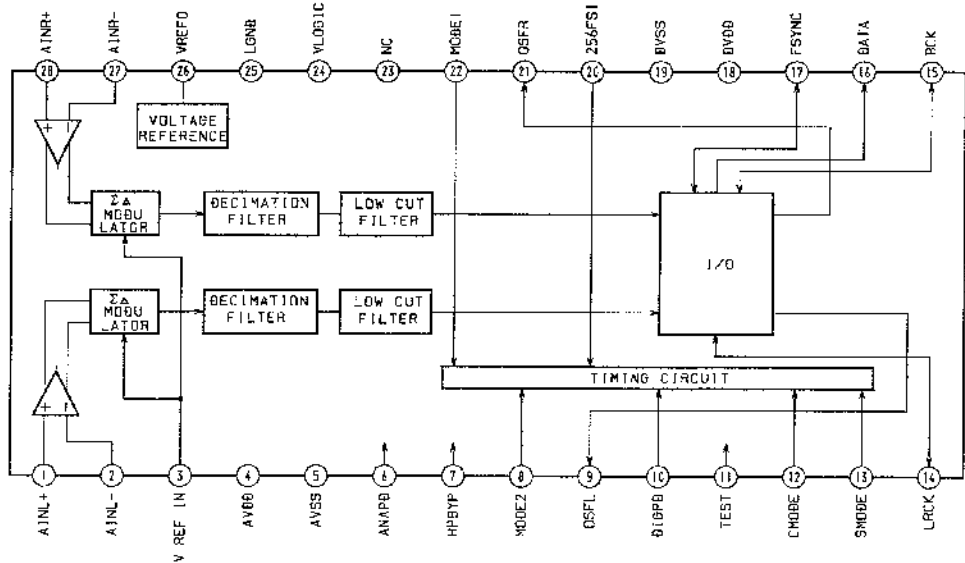 AINR+ AINR- VREFO LGND VLOGIC NC MODE1 OSFR 256FSI DVSS DVDD FSYNC DATA BCK
28 27 26 25 24 23 22 21 20 19 18 17 16 15
+ −
VOLTAGE
REFERENCE
ΣΔ
MODU
LATOR
DECIMATION
FILTER
LOW CUT
FILTER
I/O
ΣΔ
MODU
LATOR
DECIMATION
FILTER
LOW CUT
FILTER
TIMING CIRCUIT
+ −
1 2 3 4 5 6 7 8 9 10 11 12 13 14
AINL+ AINL- V REF IN AVDD AVSS ANAPD HPBYP MODE2 OSFL DIGPD TEST CMODE SMODE LRCK